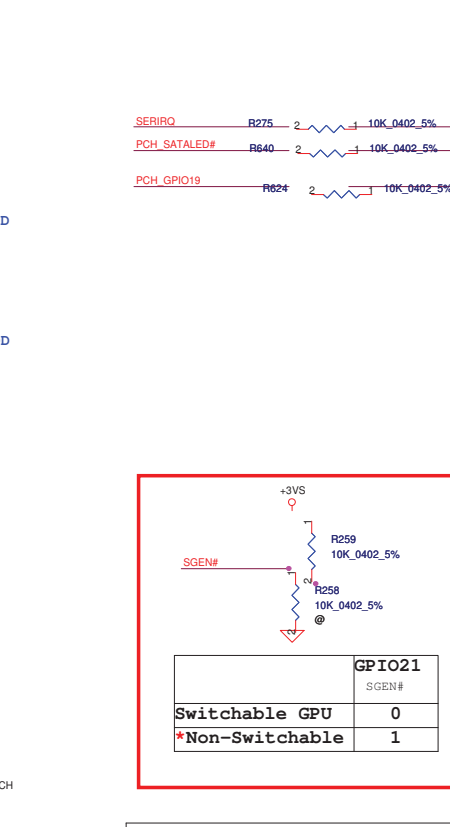 SERIRQ R275 2 1 10K_0402_5%
PCH_SATALED# R640 2 1 10K_0402_5%
PCH_GPIO19 R624 2 1 10K_0402_5%
D
D
+3VS
1
R259
10K_0402_5%
SGEN#
1
2
R258
10K_0402_5%
@
2
GPIO21
SGEN#
Switchable GPU 0
*Non-Switchable 1
CH